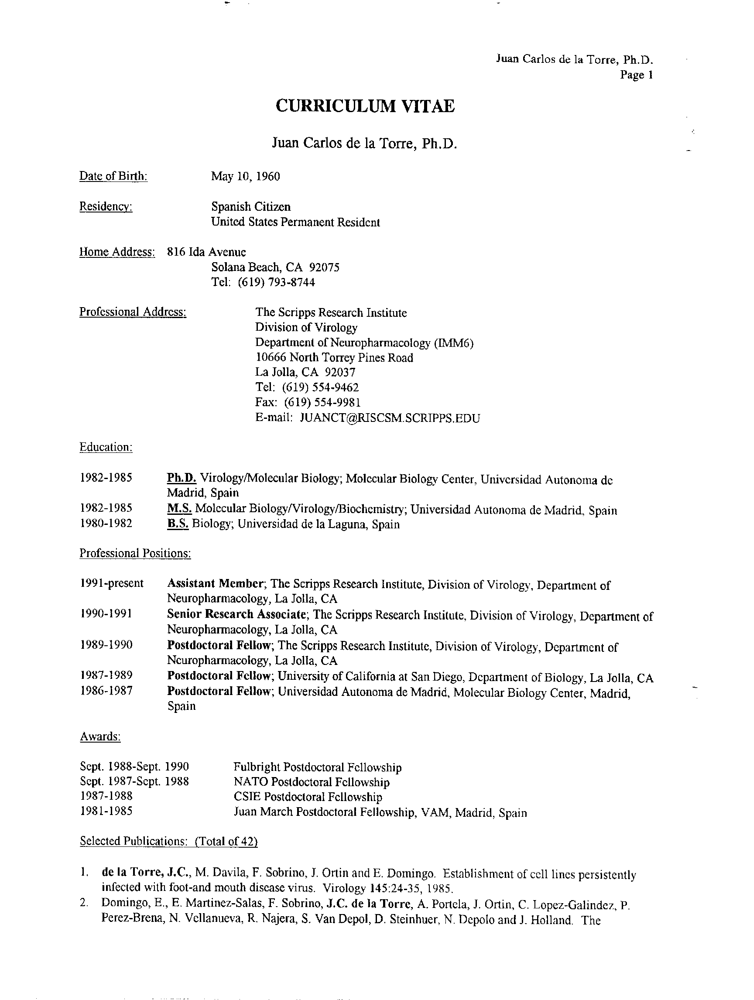 Juan Carlos de la Torre, Ph.D.
Page 1
CURRICULUM VITAE
Juan Carlos de la Torre, Ph.D.
Date of Birth: May 10, 1960
Residency: Spanish Citizen
United States Permanent Resident
Home Address: 816 Ida Avenue
Solana Beach, CA 92075
Tel: (619) 793-8744
Professional Address: The Scripps Research Institute
Division of Virology
Department of Neuropharmacology (IMM6)
10666 North Torrey Pines Road
La Jolla, CA 92037
Tel: (619) 554-9462
Fax: (619) 554-9981
E-mail: JUANCT@RISCSM.SCRIPPS.EDU
Education:
1982-1985 Ph.D. Virology/Molecular Biology; Molecular Biology Center, Universidad Autonoma de
Madrid, Spain
1982-1985 M.S. Molecular Biology/Virology/Biochemistry; Universidad Autonoma de Madrid, Spain
1980-1982 B.S. Biology; Universidad de la Laguna, Spain
Professional Positions:
1991-present Assistant Member; The Scripps Research Institute, Division of Virology, Department of
Neuropharmacology, La Jolla, CA
1990-1991 Senior Research Associate; The Scripps Research Institute, Division of Virology, Department of
Neuropharmacology, La Jolla, CA
1989-1990 Postdoctoral Fellow; The Scripps Research Institute, Division of Virology, Department of
Neuropharmacology, La Jolla, CA
1987-1989 Postdoctoral Fellow; University of California at San Diego, Department of Biology, La Jolla, CA
1986-1987 Postdoctoral Fellow; Universidad Autonoma de Madrid, Molecular Biology Center, Madrid,
Spain
Awards:
Sept. 1988-Sept. 1990 Fulbright Postdoctoral Fellowship
Sept. 1987-Sept. 1988 NATO Postdoctoral Fellowship
1987-1988 CSIE Postdoctoral Fellowship
1981-1985 Juan March Postdoctoral Fellowship, VAM, Madrid, Spain
Selected Publications: (Total of 42)
1. de la Torre, J.C., M. Davila, F. Sobrino, J. Ortin and E. Domingo. Establishment of cell lines persistently
infected with foot-and mouth disease virus. Virology 145:24-35, 1985.
2. Domingo, E., E. Martinez-Salas, F. Sobrino, J.C. de la Torre, A. Portela, J. Ortin, C. Lopez-Galindez, P.
Perez-Brena, N. Vellanueva, R. Najera, S. Van Depol, D. Steinhuer, N. Depolo and J. Holland. The